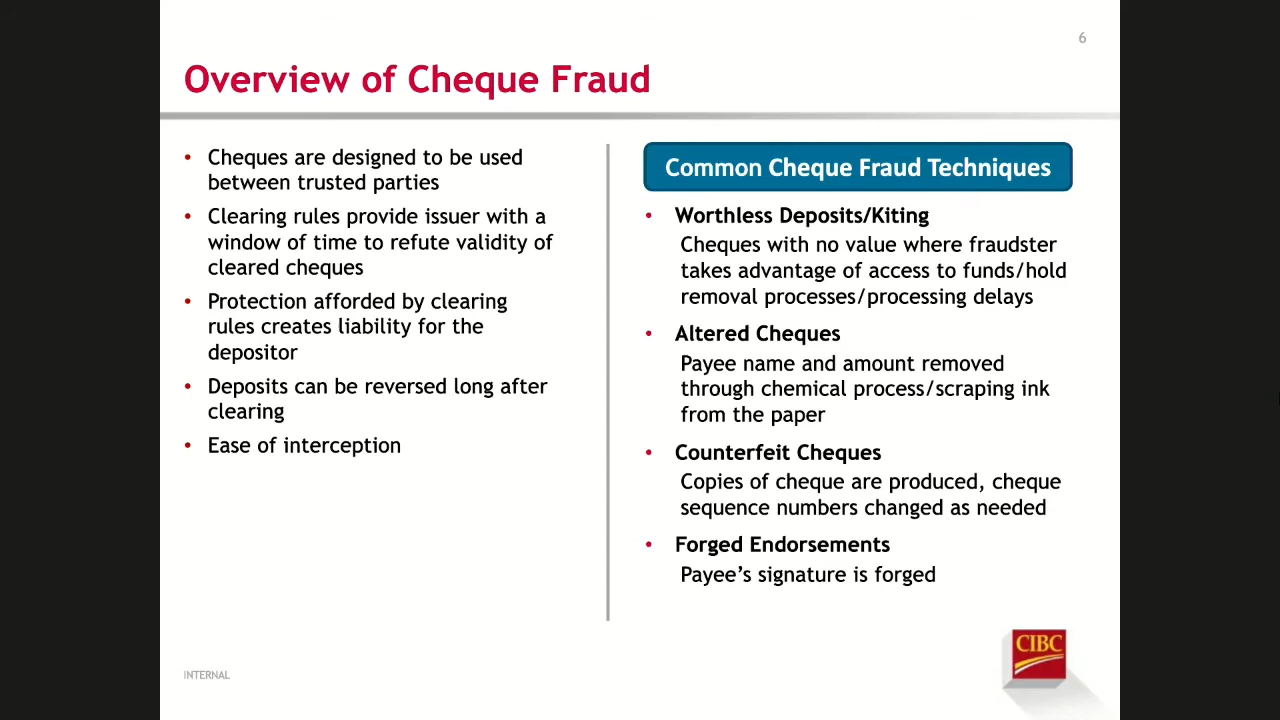 6
Overview of Cheque Fraud
• Cheques are designed to be used
between trusted parties
• Clearing rules provide issuer with a
window of time to refute validity of
cleared cheques
• Protection afforded by clearing
rules creates liability for the
depositor
• Deposits can be reversed long after
clearing
• Ease of interception
Common Cheque Fraud Techniques
• Worthless Deposits/Kiting
Cheques with no value where fraudster
takes advantage of access to funds/hold
removal processes/processing delays
• Altered Cheques
Payee name and amount removed
through chemical process/scraping ink
from the paper
• Counterfeit Cheques
Copies of cheque are produced, cheque
sequence numbers changed as needed
• Forged Endorsements
Payee’s signature is forged
INTERNAL
CIBC